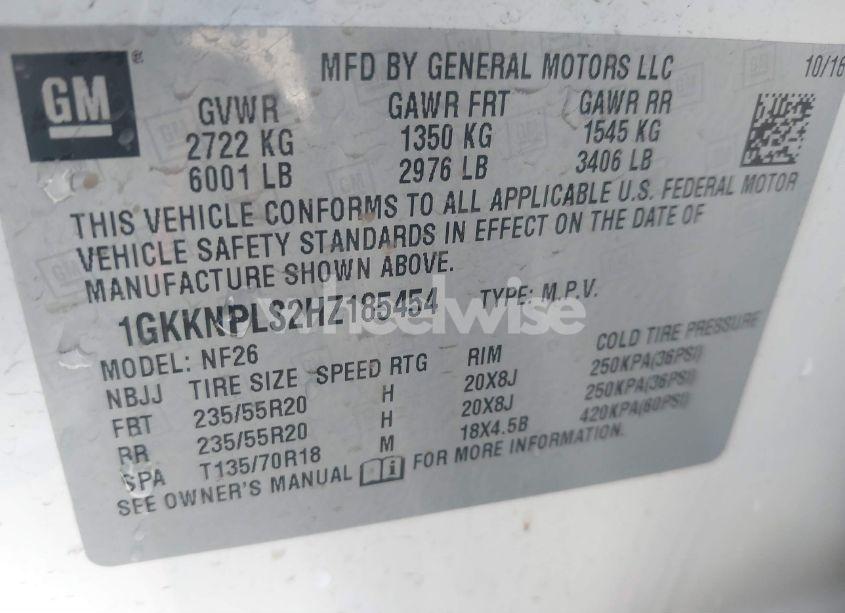 GM
MFD BY GENERAL MOTORS LLC 10/16
GVWR GAWR FRT GAWR RR
2722 KG 1350 KG 1545 KG
6001 LB 2976 LB 3406 LB
THIS VEHICLE CONFORMS TO ALL APPLICABLE U.S. FEDERAL MOTOR
VEHICLE SAFETY STANDARDS IN EFFECT ON THE DATE OF
MANUFACTURE SHOWN ABOVE.
1GKKNPLS2HZ185454 TYPE: M.P.V.
wheelwise
MODEL: NF26
NBJJ TIRE SIZE SPEED RTG RIM COLD TIRE PRESSURE
FRT 235/55R20 H 20X8J 250KPA(36PSI)
RR 235/55R20 H 20X8J 250KPA(36PSI)
SPA T135/70R18 M 18X4.5B 420KPA(60PSI)
SEE OWNER'S MANUAL FOR MORE INFORMATION.